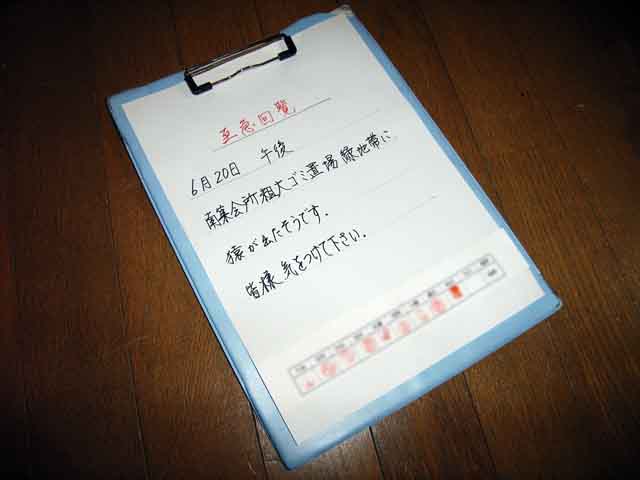 至急回覧
6月20日 午後
南集会所粗大ゴミ置場 緑地帯に
猿が出たそうです.
皆様 気をつけて下さい.